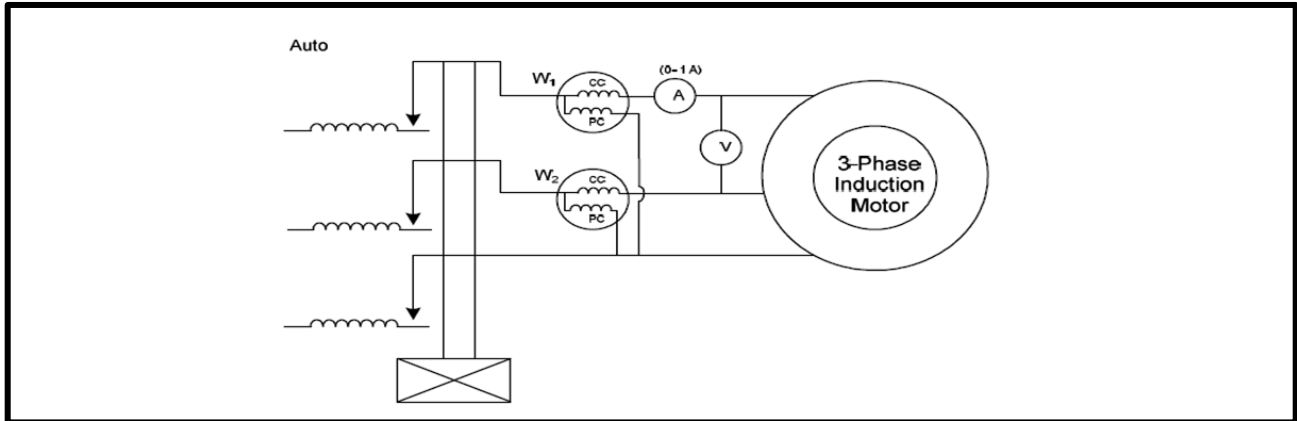 Auto
(0-1 A)
W1
CC
A
PC
V
W2
CC
PC
3-Phase
Induction
Motor